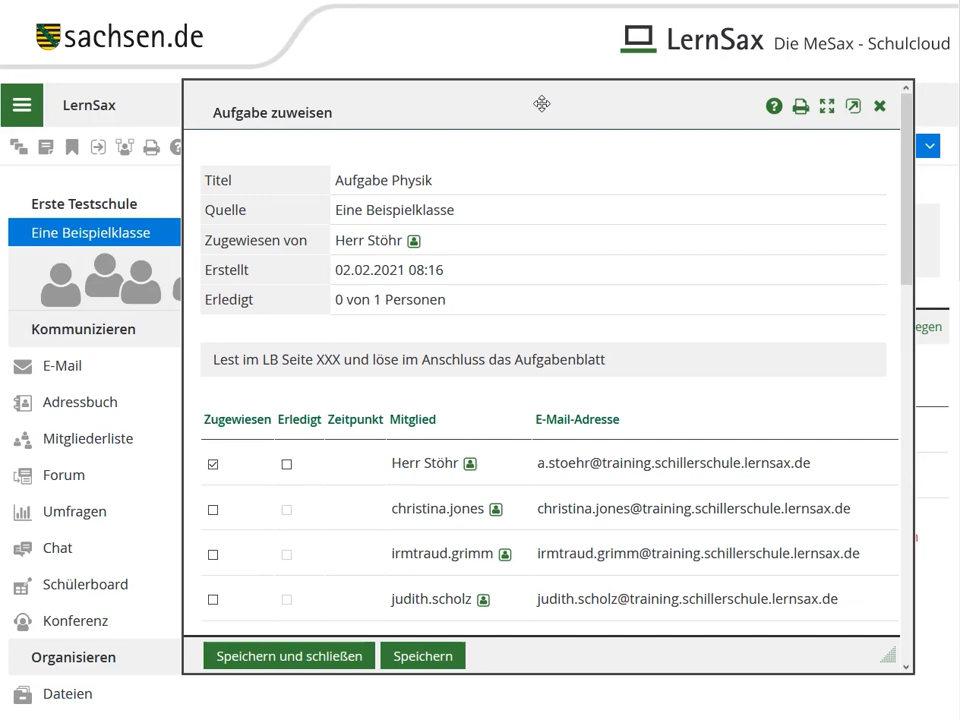 sachsen.de
LernSax Die MeSax - Schulcloud
LernSax
Aufgabe zuweisen
Erste Testschule
Eine Beispielklasse
Titel Aufgabe Physik
Quelle Eine Beispielklasse
Zugewiesen von Herr Stöhr
Erstellt 02.02.2021 08:16
Erledigt 0 von 1 Personen
Lest im LB Seite XXX und löse im Anschluss das Aufgabenblatt
Zugewiesen Erledigt Zeitpunkt Mitglied E-Mail-Adresse
Herr Stöhr a.stoehr@training.schillerschule.lernsax.de
christina.jones christina.jones@training.schillerschule.lernsax.de
irmtraud.grimm irmtraud.grimm@training.schillerschule.lernsax.de
judith.scholz judith.scholz@training.schillerschule.lernsax.de
Speichern und schließen Speichern
Kommunizieren
E-Mail
Adressbuch
Mitgliederliste
Forum
Umfragen
Chat
Schülerboard
Konferenz
Organisieren
Dateien
egen